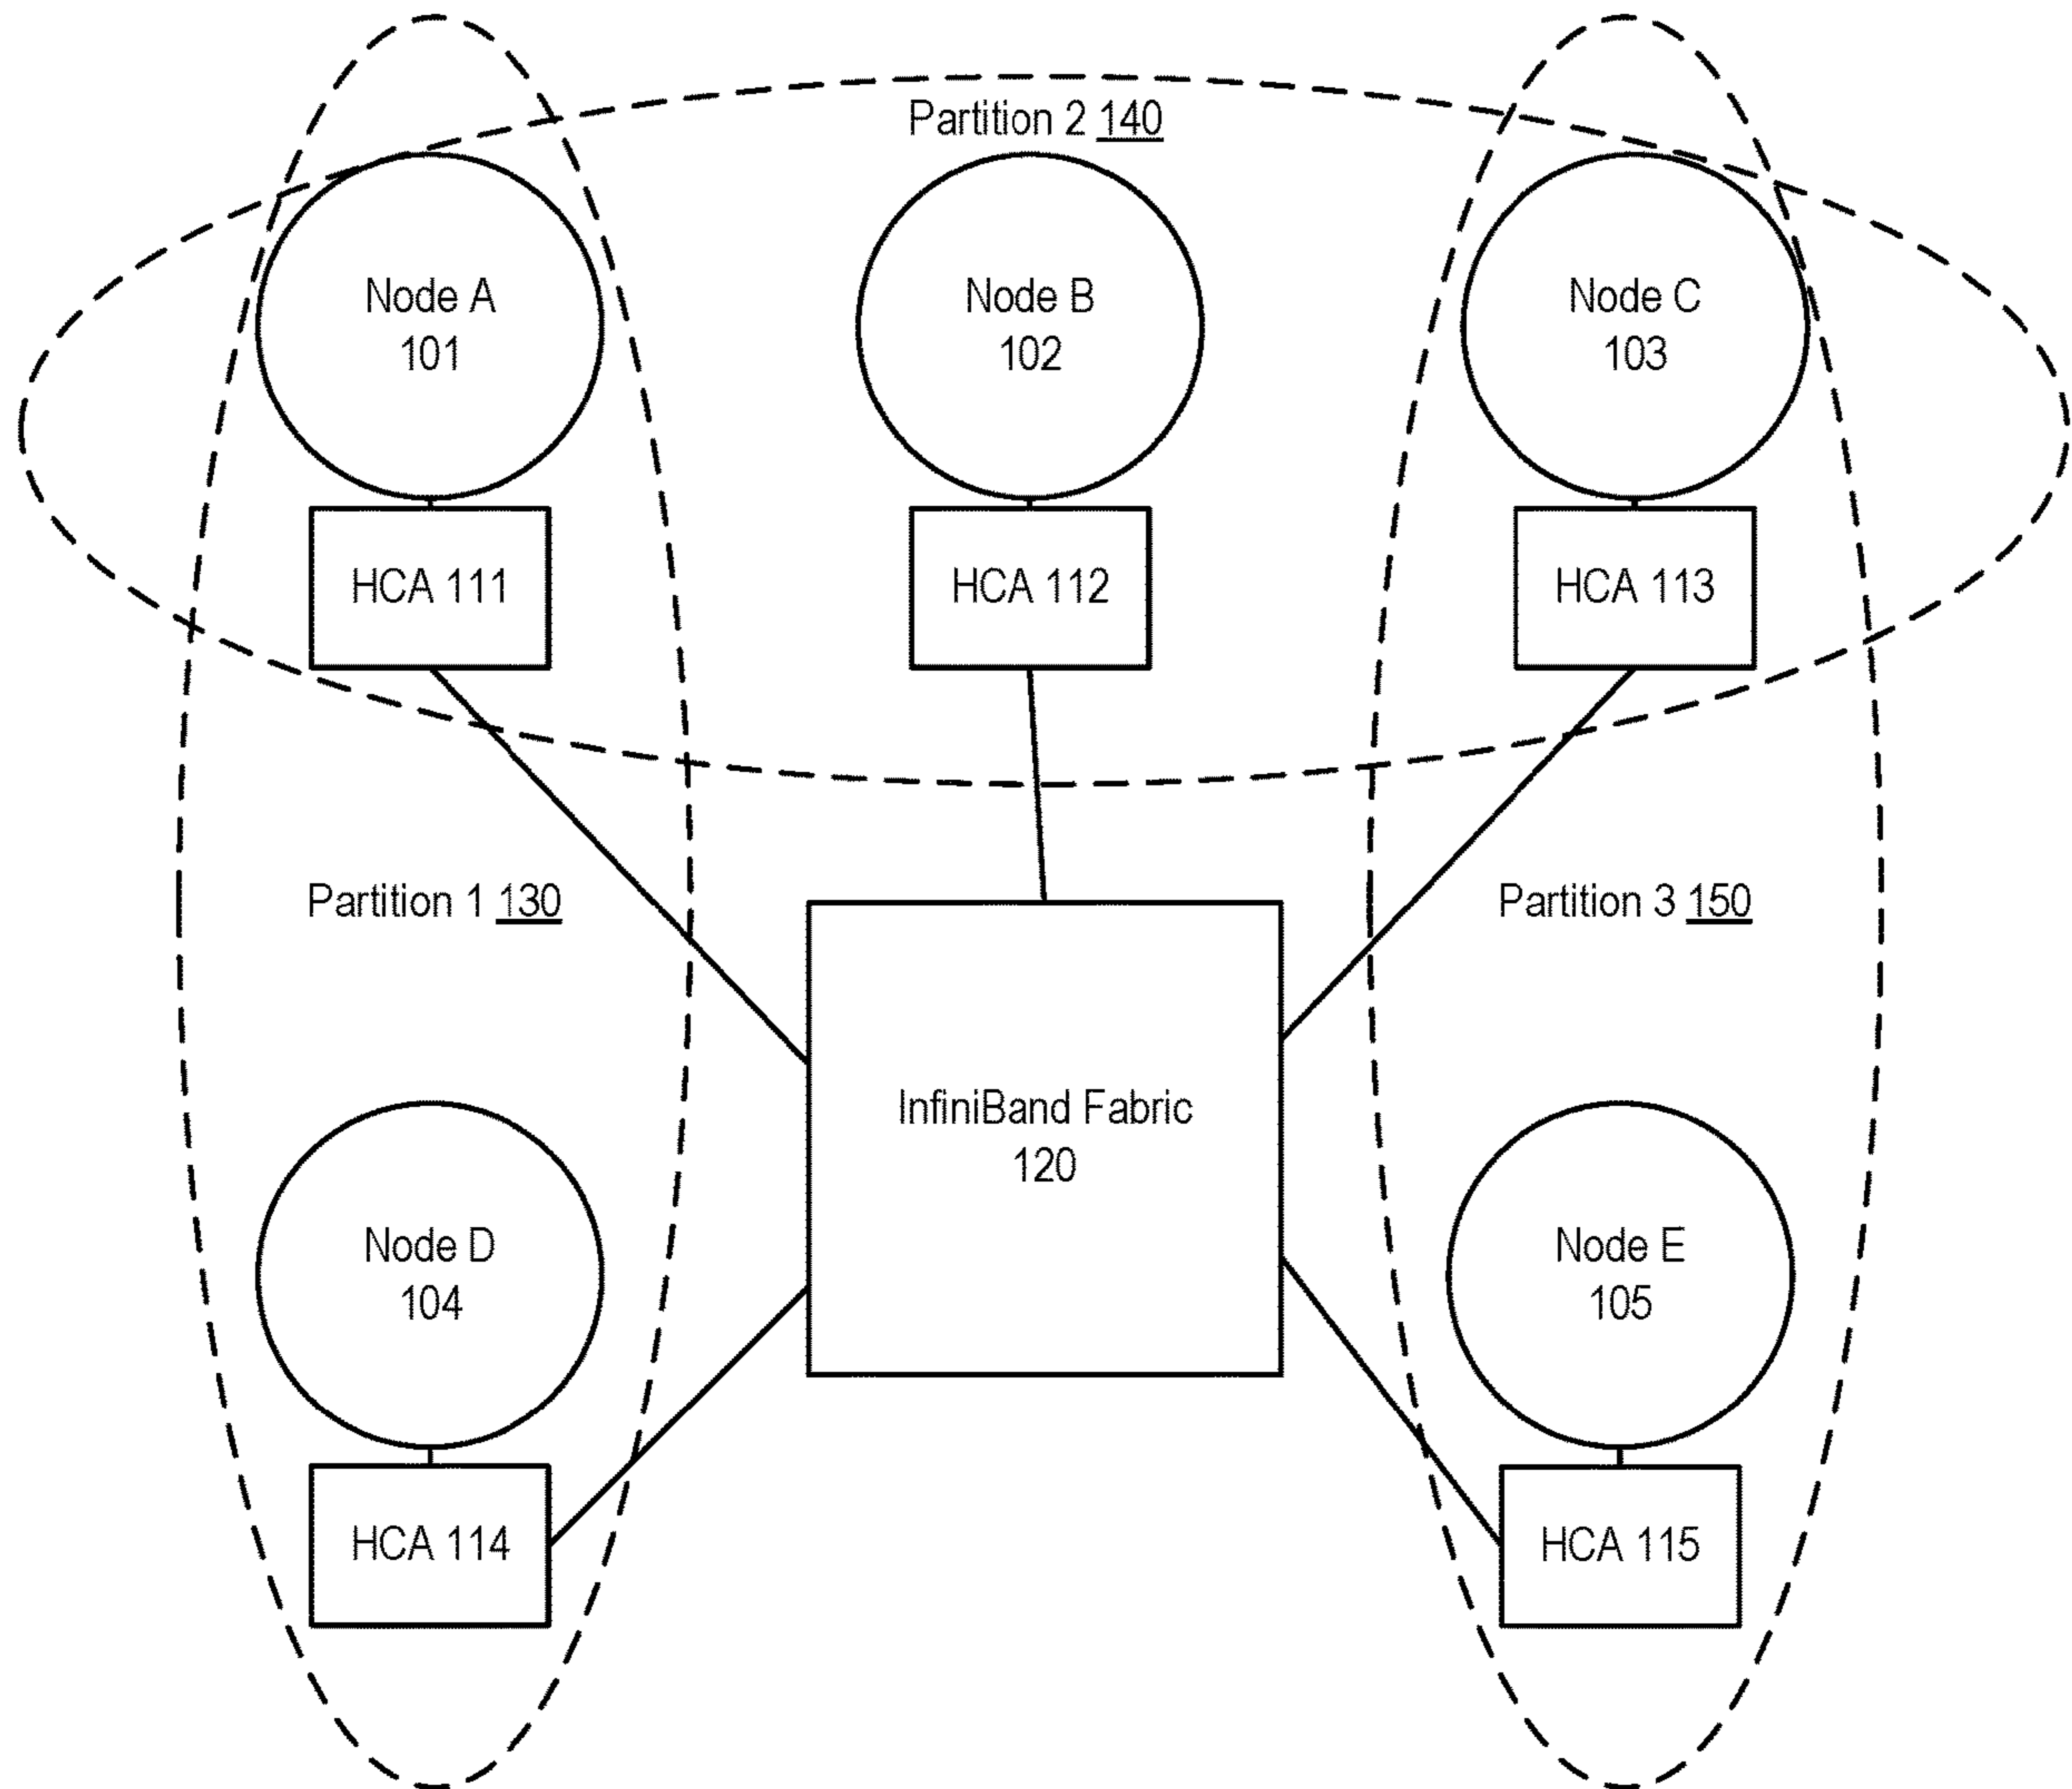 Partition 2 140
Node A
101
Node B
102
Node C
103
HCA 111
HCA 112
HCA 113
Partition 1 130
Partition 3 150
InfiniBand Fabric
120
Node D
104
Node E
105
HCA 114
HCA 115